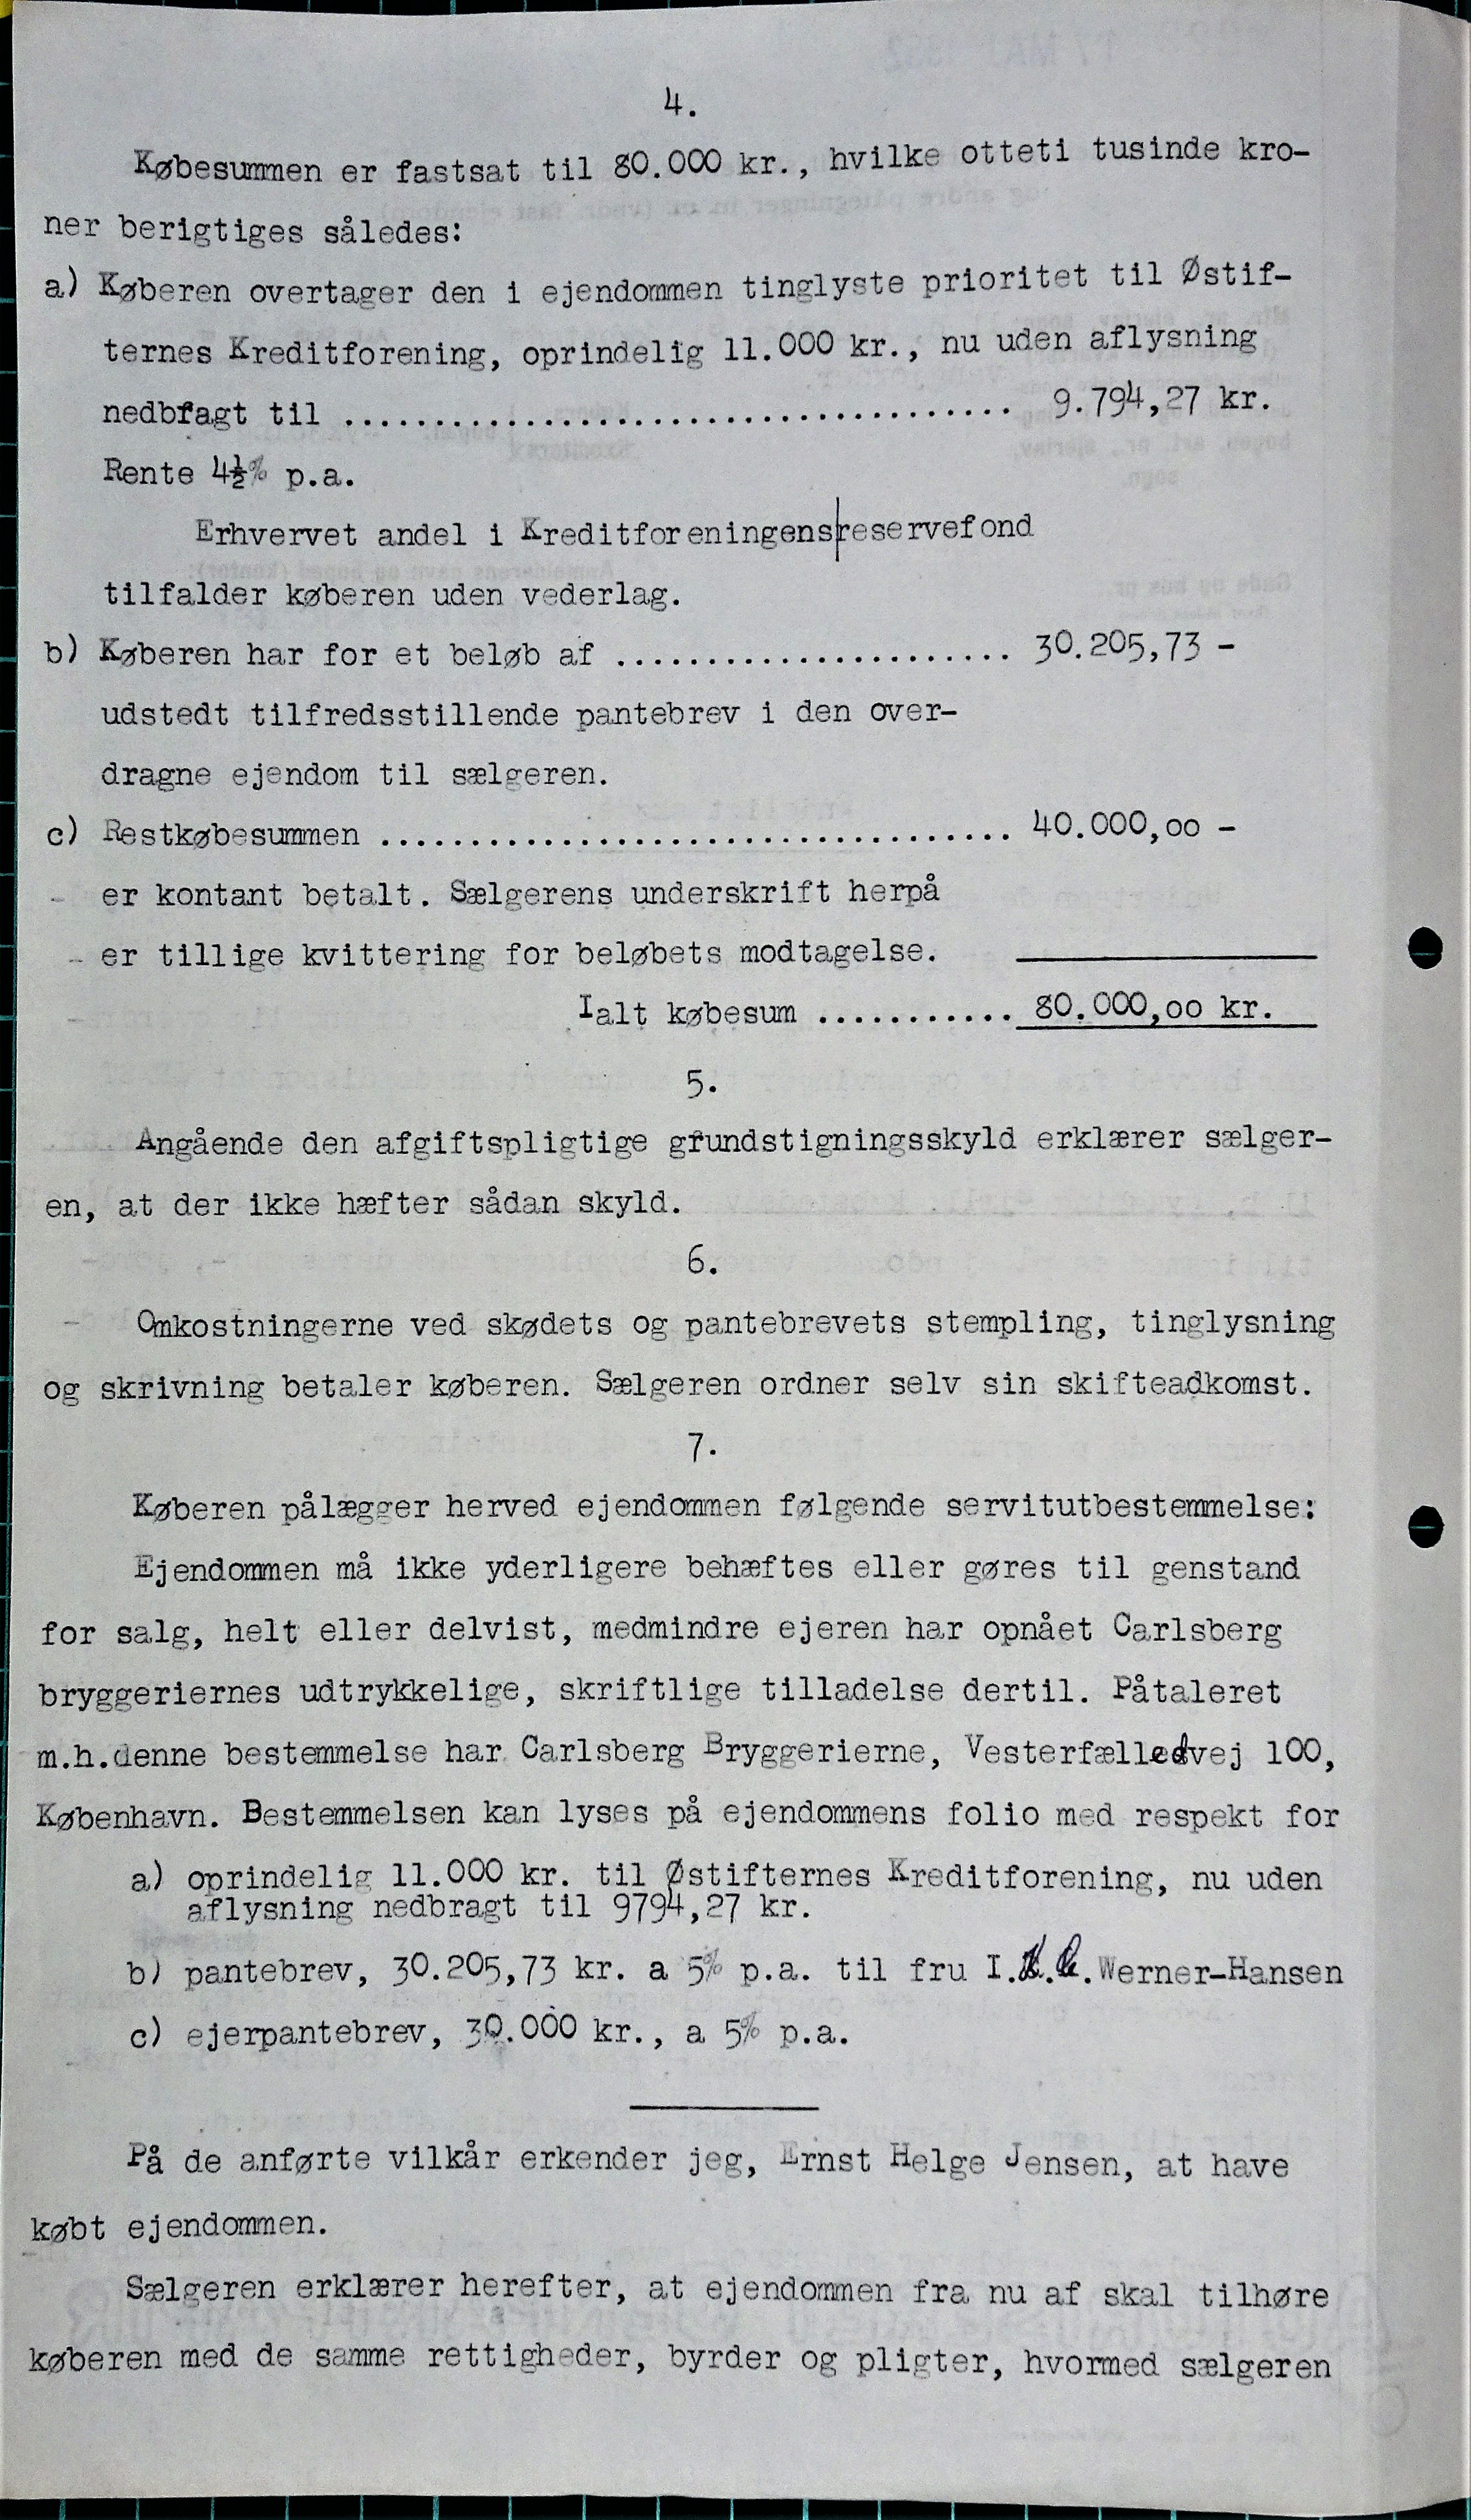 4.
Købesummen er fastsat til 80.000 kr., hvilke otteti tusinde kro-
ner berigtiges således:
a) Køberen overtager den i ejendommen tinglyste prioritet til Østif-
ternes Kreditforening, oprindelig 11.000 kr., nu uden aflysning
nedbragt til ..................................... 9.794,27 kr.
Rente 4½% p.a.
Erhvervet andel i Kreditforeningens|reservefond
tilfalder køberen uden vederlag.
b) Køberen har for et beløb af ...................... 30.205,73 -
udstedt tilfredsstillende pantebrev i den over-
dragne ejendom til sælgeren.
c) Restkøbesummen ................................... 40.000,00 -
er kontant betalt. Sælgerens underskrift herpå
er tillige kvittering for beløbets modtagelse.
Ialt købesum ........... 80.000,00 kr.
5.
Angående den afgiftspligtige grundstigningsskyld erklærer sælger-
en, at der ikke hæfter sådan skyld.
6.
Omkostningerne ved skødets og pantebrevets stempling, tinglysning
og skrivning betaler køberen. Sælgeren ordner selv sin skifteadkomst.
7.
Køberen pålægger herved ejendommen følgende servitutbestemmelse:
Ejendommen må ikke yderligere behæftes eller gøres til genstand
for salg, helt eller delvist, medmindre ejeren har opnået Carlsberg
bryggeriernes udtrykkelige, skriftlige tilladelse dertil. Påtaleret
m.h.denne bestemmelse har Carlsberg Bryggerierne, Vesterfælledvej 100,
København. Bestemmelsen kan lyses på ejendommens folio med respekt for
a) oprindelig 11.000 kr. til Østifternes Kreditforening, nu uden
aflysning nedbragt til 9794,27 kr.
b) pantebrev, 30.205,73 kr. a 5% p.a. til fru I. Werner-Hansen
c) ejerpantebrev, 30.000 kr., a 5% p.a.
På de anførte vilkår erkender jeg, Ernst Helge Jensen, at have
købt ejendommen.
Sælgeren erklærer herefter, at ejendommen fra nu af skal tilhøre
køberen med de samme rettigheder, byrder og pligter, hvormed sælgeren